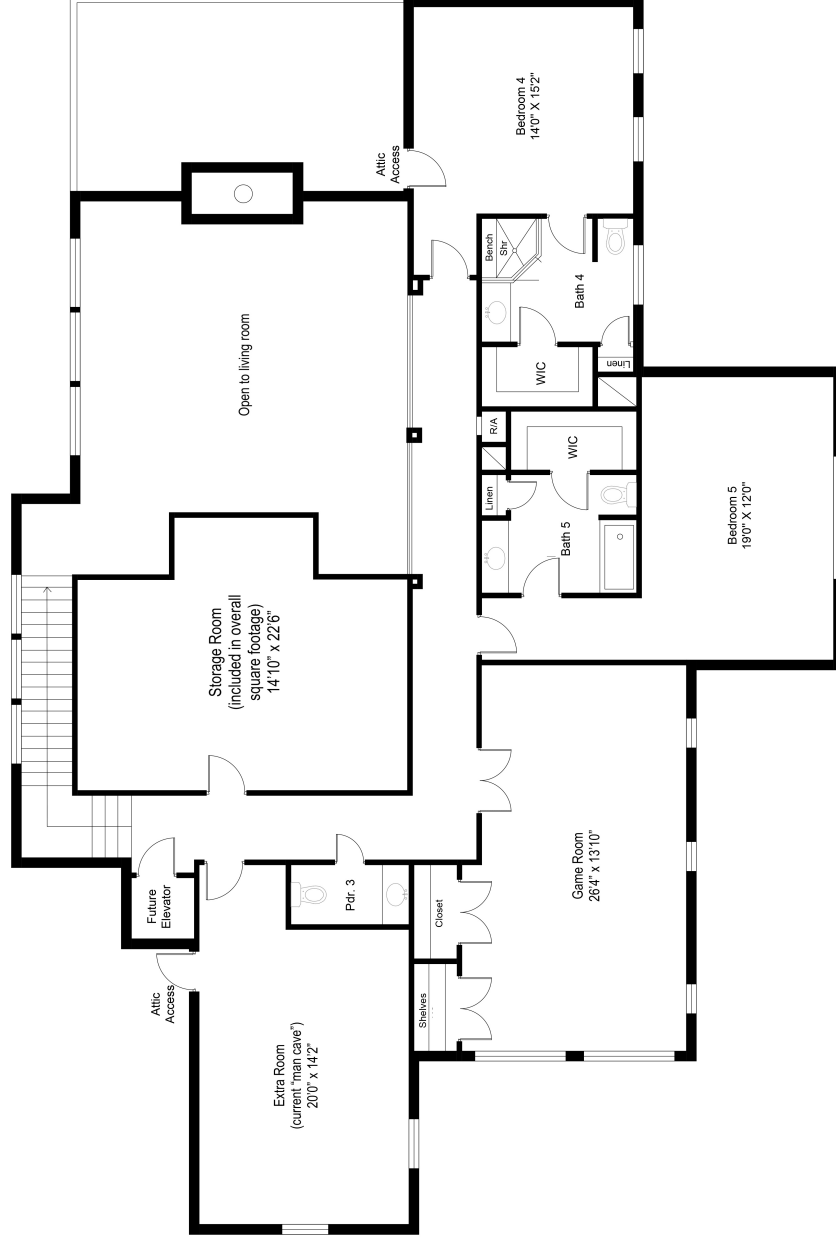 Bedroom 4
14'0" X 15'2"
Attic
Access
Bench
Shr
Bath 4
Linen
WIC
Open to living room
R/A
WIC
Linen
Bath 5
Bedroom 5
19'0" X 12'0"
Storage Room
(included in overall
square footage)
14'10" x 22'6"
Future
Elevator
Pdr. 3
Closet
Game Room
26'4" x 13'10"
Attic
Access
Shelves
Extra Room
(current "man cave")
20'0" x 14'2"